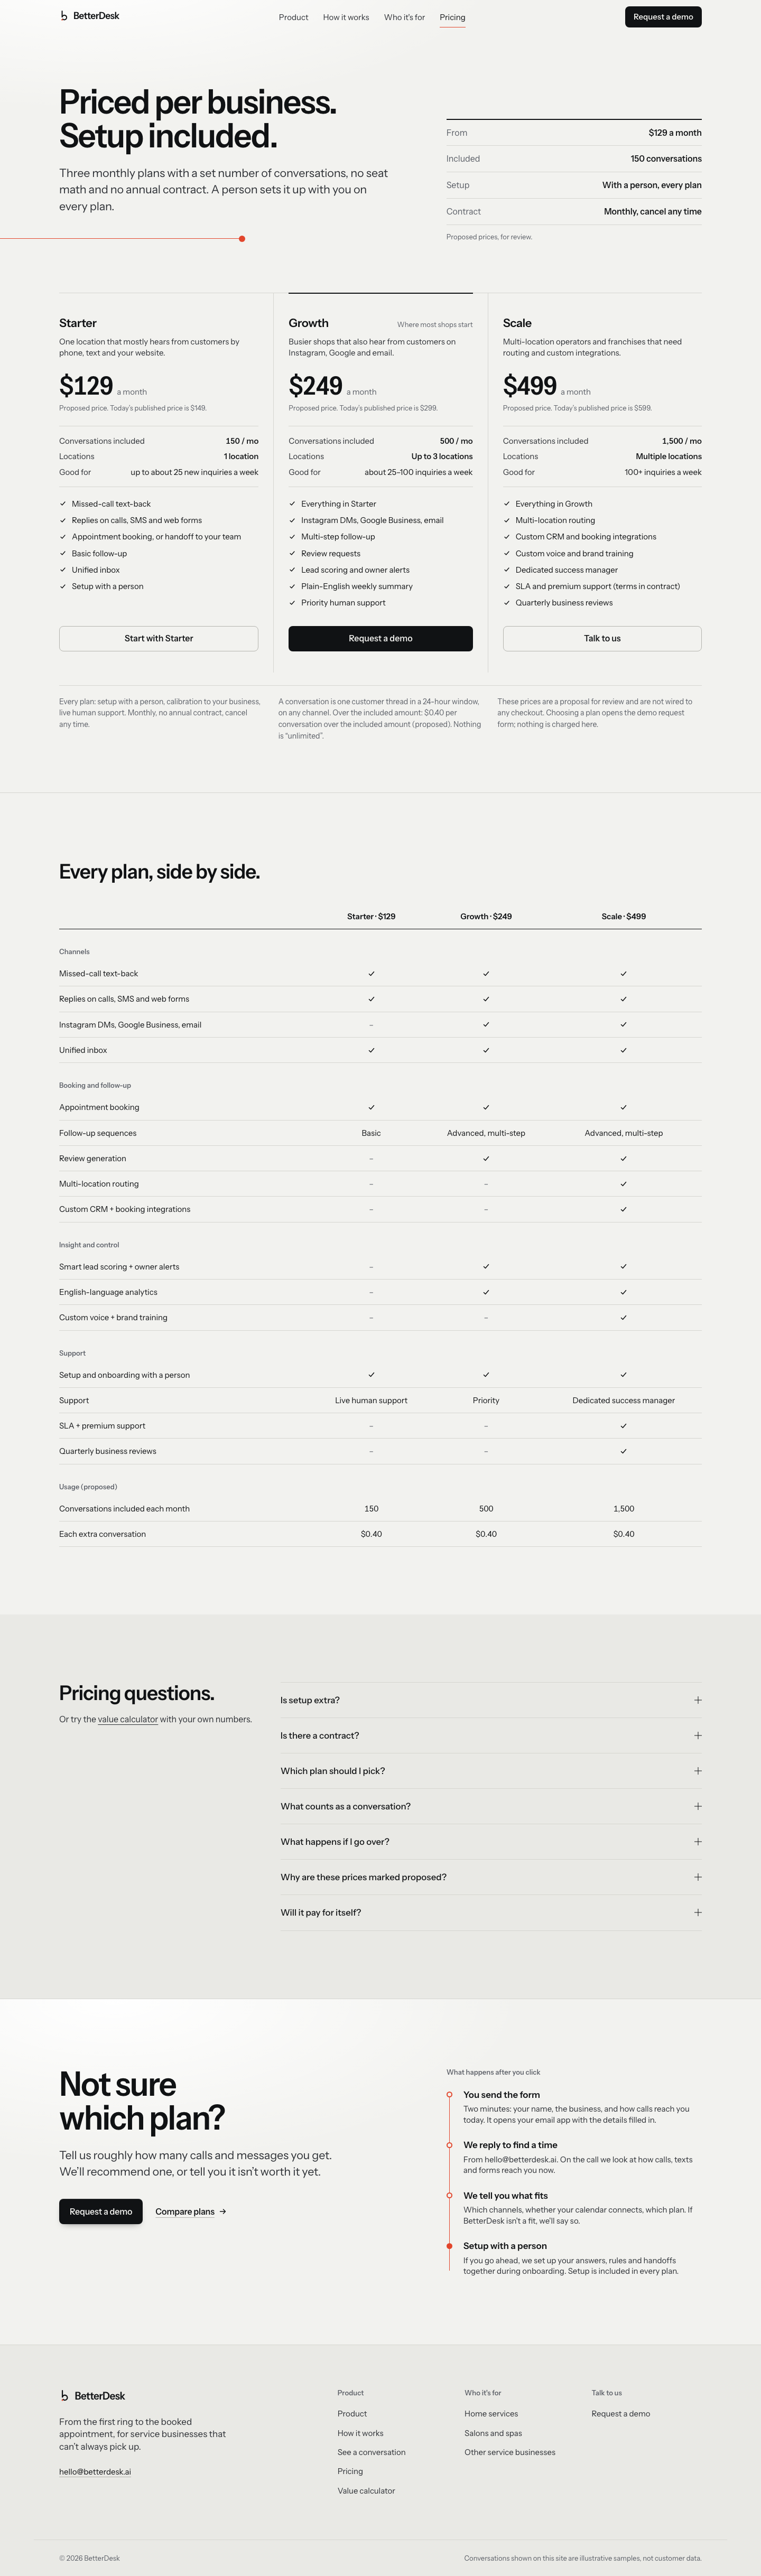 BetterDesk
Product
How it works
Who it's for
Pricing
Request a demo
Priced per business.
Setup included.
Three monthly plans with a set number of conversations, no seat
math and no annual contract. A person sets it up with you on
every plan.
From $129 a month
Included 150 conversations
Setup With a person, every plan
Contract Monthly, cancel any time
Proposed prices, for review.
Starter
One location that mostly hears from customers by
phone, text and your website.
$129 a month
Proposed price. Today's published price is $149.
Conversations included 150 / mo
Locations 1 location
Good for up to about 25 new inquiries a week
Missed-call text-back
Replies on calls, SMS and web forms
Appointment booking, or handoff to your team
Basic follow-up
Unified inbox
Setup with a person
Start with Starter
Growth Where most shops start
Busier shops that also hear from customers on
Instagram, Google and email.
$249 a month
Proposed price. Today's published price is $299.
Conversations included 500 / mo
Locations Up to 3 locations
Good for about 25–100 inquiries a week
Everything in Starter
Instagram DMs, Google Business, email
Multi-step follow-up
Review requests
Lead scoring and owner alerts
Plain-English weekly summary
Priority human support
Request a demo
Scale
Multi-location operators and franchises that need
routing and custom integrations.
$499 a month
Proposed price. Today's published price is $599.
Conversations included 1,500 / mo
Locations Multiple locations
Good for 100+ inquiries a week
Everything in Growth
Multi-location routing
Custom CRM and booking integrations
Custom voice and brand training
Dedicated success manager
SLA and premium support (terms in contract)
Quarterly business reviews
Talk to us
Every plan: setup with a person, calibration to your business,
live human support. Monthly, no annual contract, cancel
any time.
A conversation is one customer thread in a 24-hour window,
on any channel. Over the included amount: $0.40 per
conversation over the included amount (proposed). Nothing
is “unlimited”.
These prices are a proposal for review and are not wired to
any checkout. Choosing a plan opens the demo request
form; nothing is charged here.
Every plan, side by side.
Starter · $129 Growth · $249 Scale · $499
Channels
Missed-call text-back
Replies on calls, SMS and web forms
Instagram DMs, Google Business, email –
Unified inbox
Booking and follow-up
Appointment booking
Follow-up sequences Basic Advanced, multi-step Advanced, multi-step
Review generation –
Multi-location routing – –
Custom CRM + booking integrations – –
Insight and control
Smart lead scoring + owner alerts –
English-language analytics –
Custom voice + brand training – –
Support
Setup and onboarding with a person
Support Live human support Priority Dedicated success manager
SLA + premium support – –
Quarterly business reviews – –
Usage (proposed)
Conversations included each month 150 500 1,500
Each extra conversation $0.40 $0.40 $0.40
Pricing questions.
Or try the value calculator with your own numbers.
Is setup extra?
Is there a contract?
Which plan should I pick?
What counts as a conversation?
What happens if I go over?
Why are these prices marked proposed?
Will it pay for itself?
Not sure
which plan?
Tell us roughly how many calls and messages you get.
We'll recommend one, or tell you it isn't worth it yet.
Request a demo
Compare plans →
What happens after you click
You send the form
Two minutes: your name, the business, and how calls reach you
today. It opens your email app with the details filled in.
We reply to find a time
From hello@betterdesk.ai. On the call we look at how calls, texts
and forms reach you now.
We tell you what fits
Which channels, whether your calendar connects, which plan. If
BetterDesk isn't a fit, we'll say so.
Setup with a person
If you go ahead, we set up your answers, rules and handoffs
together during onboarding. Setup is included in every plan.
BetterDesk
From the first ring to the booked
appointment, for service businesses that
can't always pick up.
hello@betterdesk.ai
Product
Product
How it works
See a conversation
Pricing
Value calculator
Who it's for
Home services
Salons and spas
Other service businesses
Talk to us
Request a demo
© 2026 BetterDesk
Conversations shown on this site are illustrative samples, not customer data.